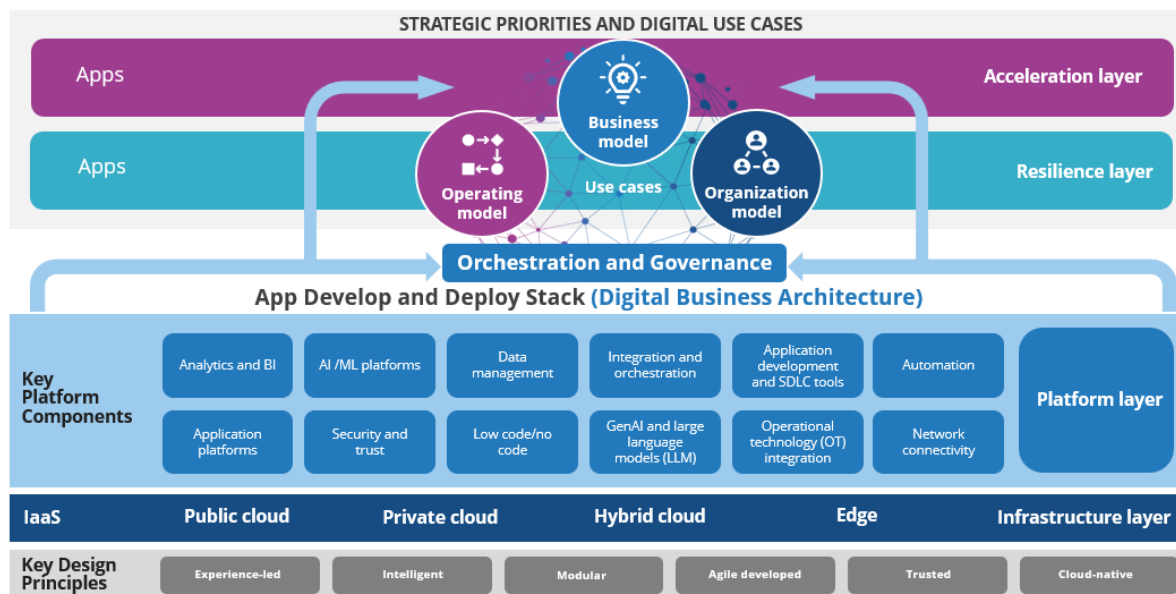 STRATEGIC PRIORITIES AND DIGITAL USE CASES
Apps
Acceleration layer
Business
model
Apps
Resilience layer
Operating
model
Use cases
Organization
model
Orchestration and Governance
App Develop and Deploy Stack (Digital Business Architecture)
Key
Platform
Components
Analytics and BI
AI /ML platforms
Data
management
Integration and
orchestration
Application
development
and SDLC tools
Automation
Application
platforms
Security and
trust
Low code/no
code
GenAI and large
language
models (LLM)
Operational
technology (OT)
integration
Network
connectivity
Platform layer
IaaS
Public cloud
Private cloud
Hybrid cloud
Edge
Infrastructure layer
Key Design
Principles
Experience-led
Intelligent
Modular
Agile developed
Trusted
Cloud-native